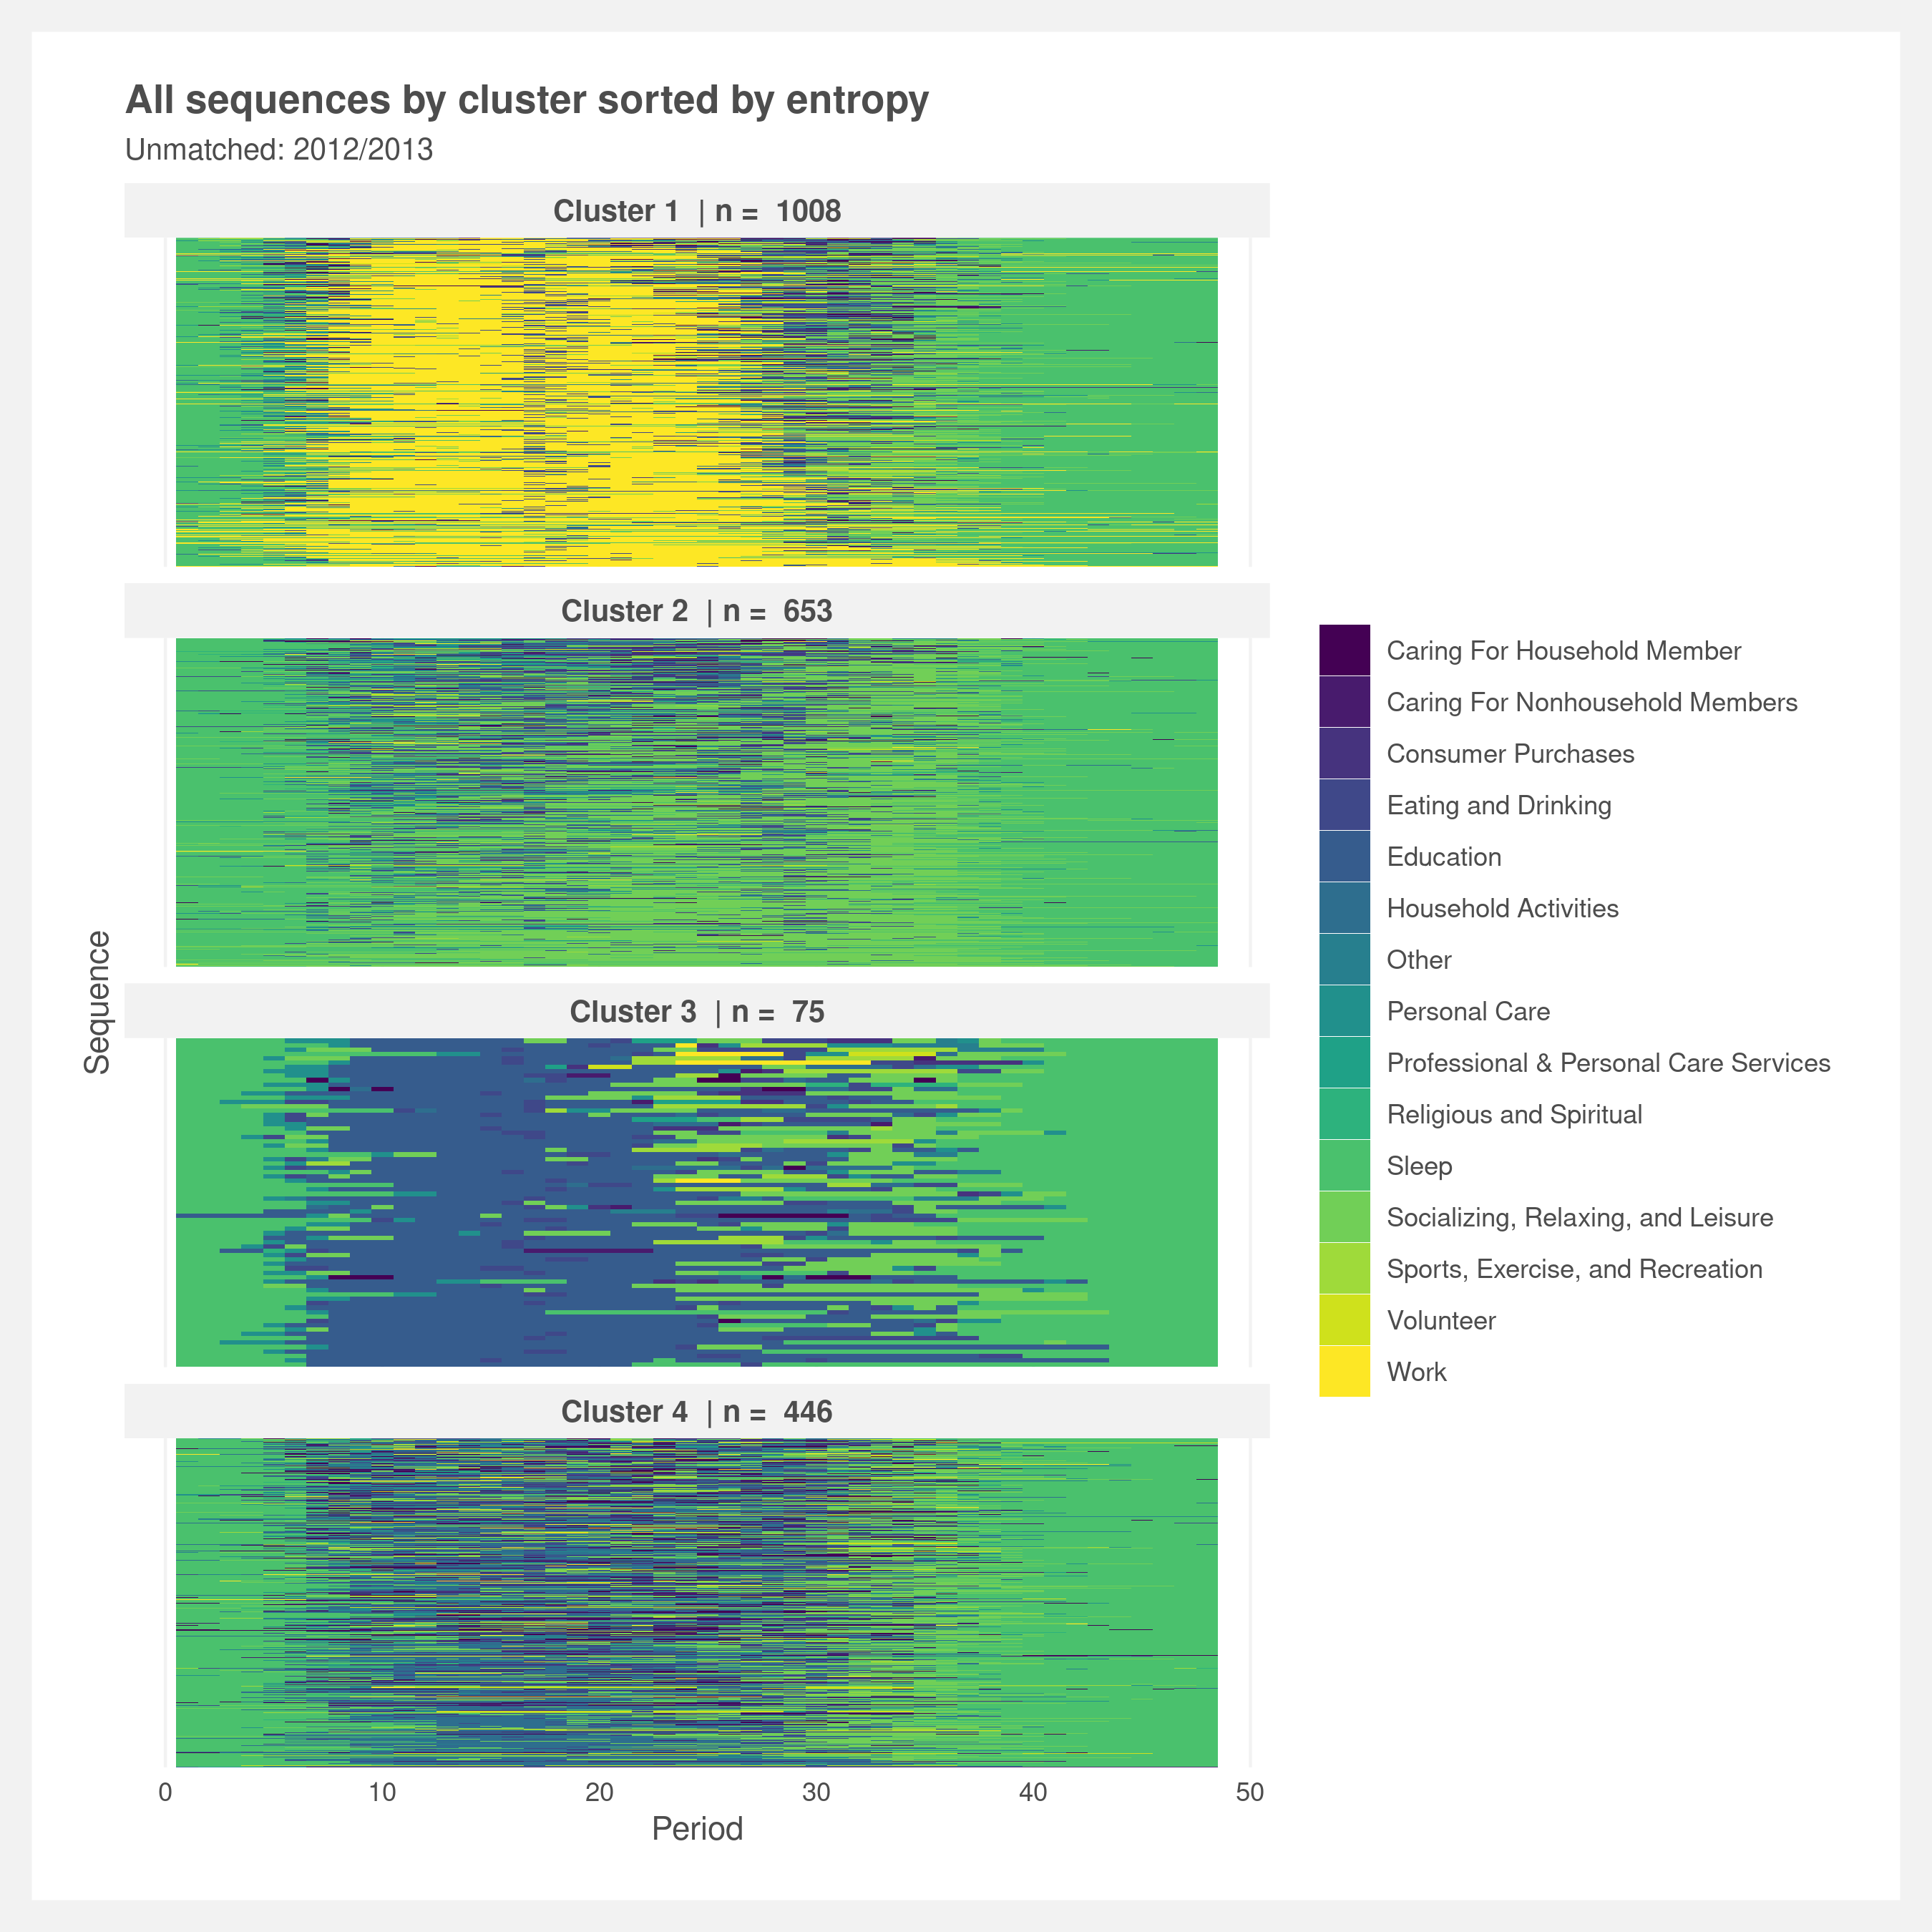 All sequences by cluster sorted by entropy
Unmatched: 2012/2013
Cluster 1 | n = 1008
Cluster 2 | n = 653
Cluster 3 | n = 75
Cluster 4 | n = 446
Sequence
0 10 20 30 40 50
Period
Caring For Household Member
Caring For Nonhousehold Members
Consumer Purchases
Eating and Drinking
Education
Household Activities
Other
Personal Care
Professional & Personal Care Services
Religious and Spiritual
Sleep
Socializing, Relaxing, and Leisure
Sports, Exercise, and Recreation
Volunteer
Work